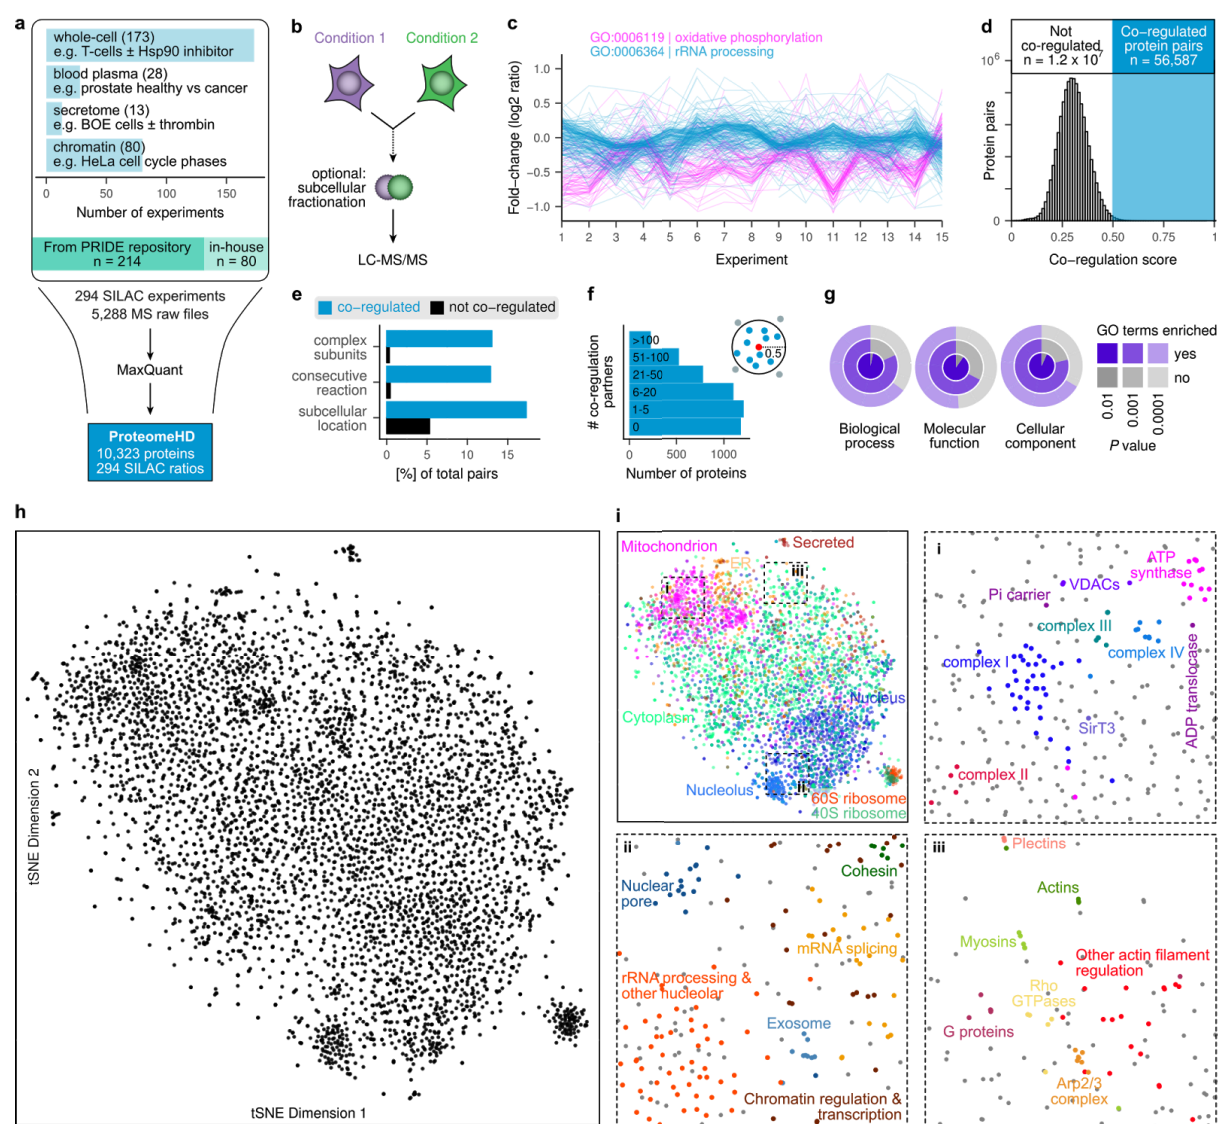 a
whole-cell (173)
e.g. T-cells ± Hsp90 inhibitor
blood plasma (28)
e.g. prostate healthy vs cancer
secretome (13)
e.g. BOE cells ± thrombin
chromatin (80)
e.g. HeLa cell cycle phases
0 50 100 150
Number of experiments
From PRIDE repository
n = 214
in-house
n = 80
294 SILAC experiments
5,288 MS raw files
MaxQuant
ProteomeHD
10,323 proteins
294 SILAC ratios
b
Condition 1 Condition 2
optional:
subcellular
fractionation
LC-MS/MS
c
GO:0006119 | oxidative phosphorylation
GO:0006364 | rRNA processing
Fold−change (log2 ratio)
1.0
0.5
0.0
−0.5
−1.0
1 2 3 4 5 6 7 8 9 10 11 12 13 14 15
Experiment
d
Not
co-regulated
n = 1.2 x 10⁷
Co−regulated
protein pairs
n = 56,587
10⁶
0
Protein pairs
0 0.25 0.50 0.75 1
Co−regulation score
e
co−regulated not co−regulated
complex
subunits
consecutive
reaction
subcellular
location
0 5 10 15
[%] of total pairs
f
# co−regulation
partners
>100
51-100
21-50
6-20
1-5
0
0.5
0 500 1000
Number of proteins
g
Biological
process
Molecular
function
Cellular
component
GO terms enriched
yes
no
0.01
0.001
0.0001
P value
h
tSNE Dimension 2
tSNE Dimension 1
i
Mitochondrion
Secreted
ER
i
iii
Cytoplasm
Nucleus
Nucleolus
ii
60S ribosome
40S ribosome
i
ATP
synthase
VDACs
Pi carrier
complex III
complex IV
complex I
ADP translocase
SirT3
complex II
ii
Cohesin
Nuclear
pore
mRNA splicing
rRNA processing &
other nucleolar
Exosome
Chromatin regulation &
transcription
iii
Plectins
Actins
Myosins
Other actin filament
regulation
Rho
GTPases
G proteins
Arp2/3
complex